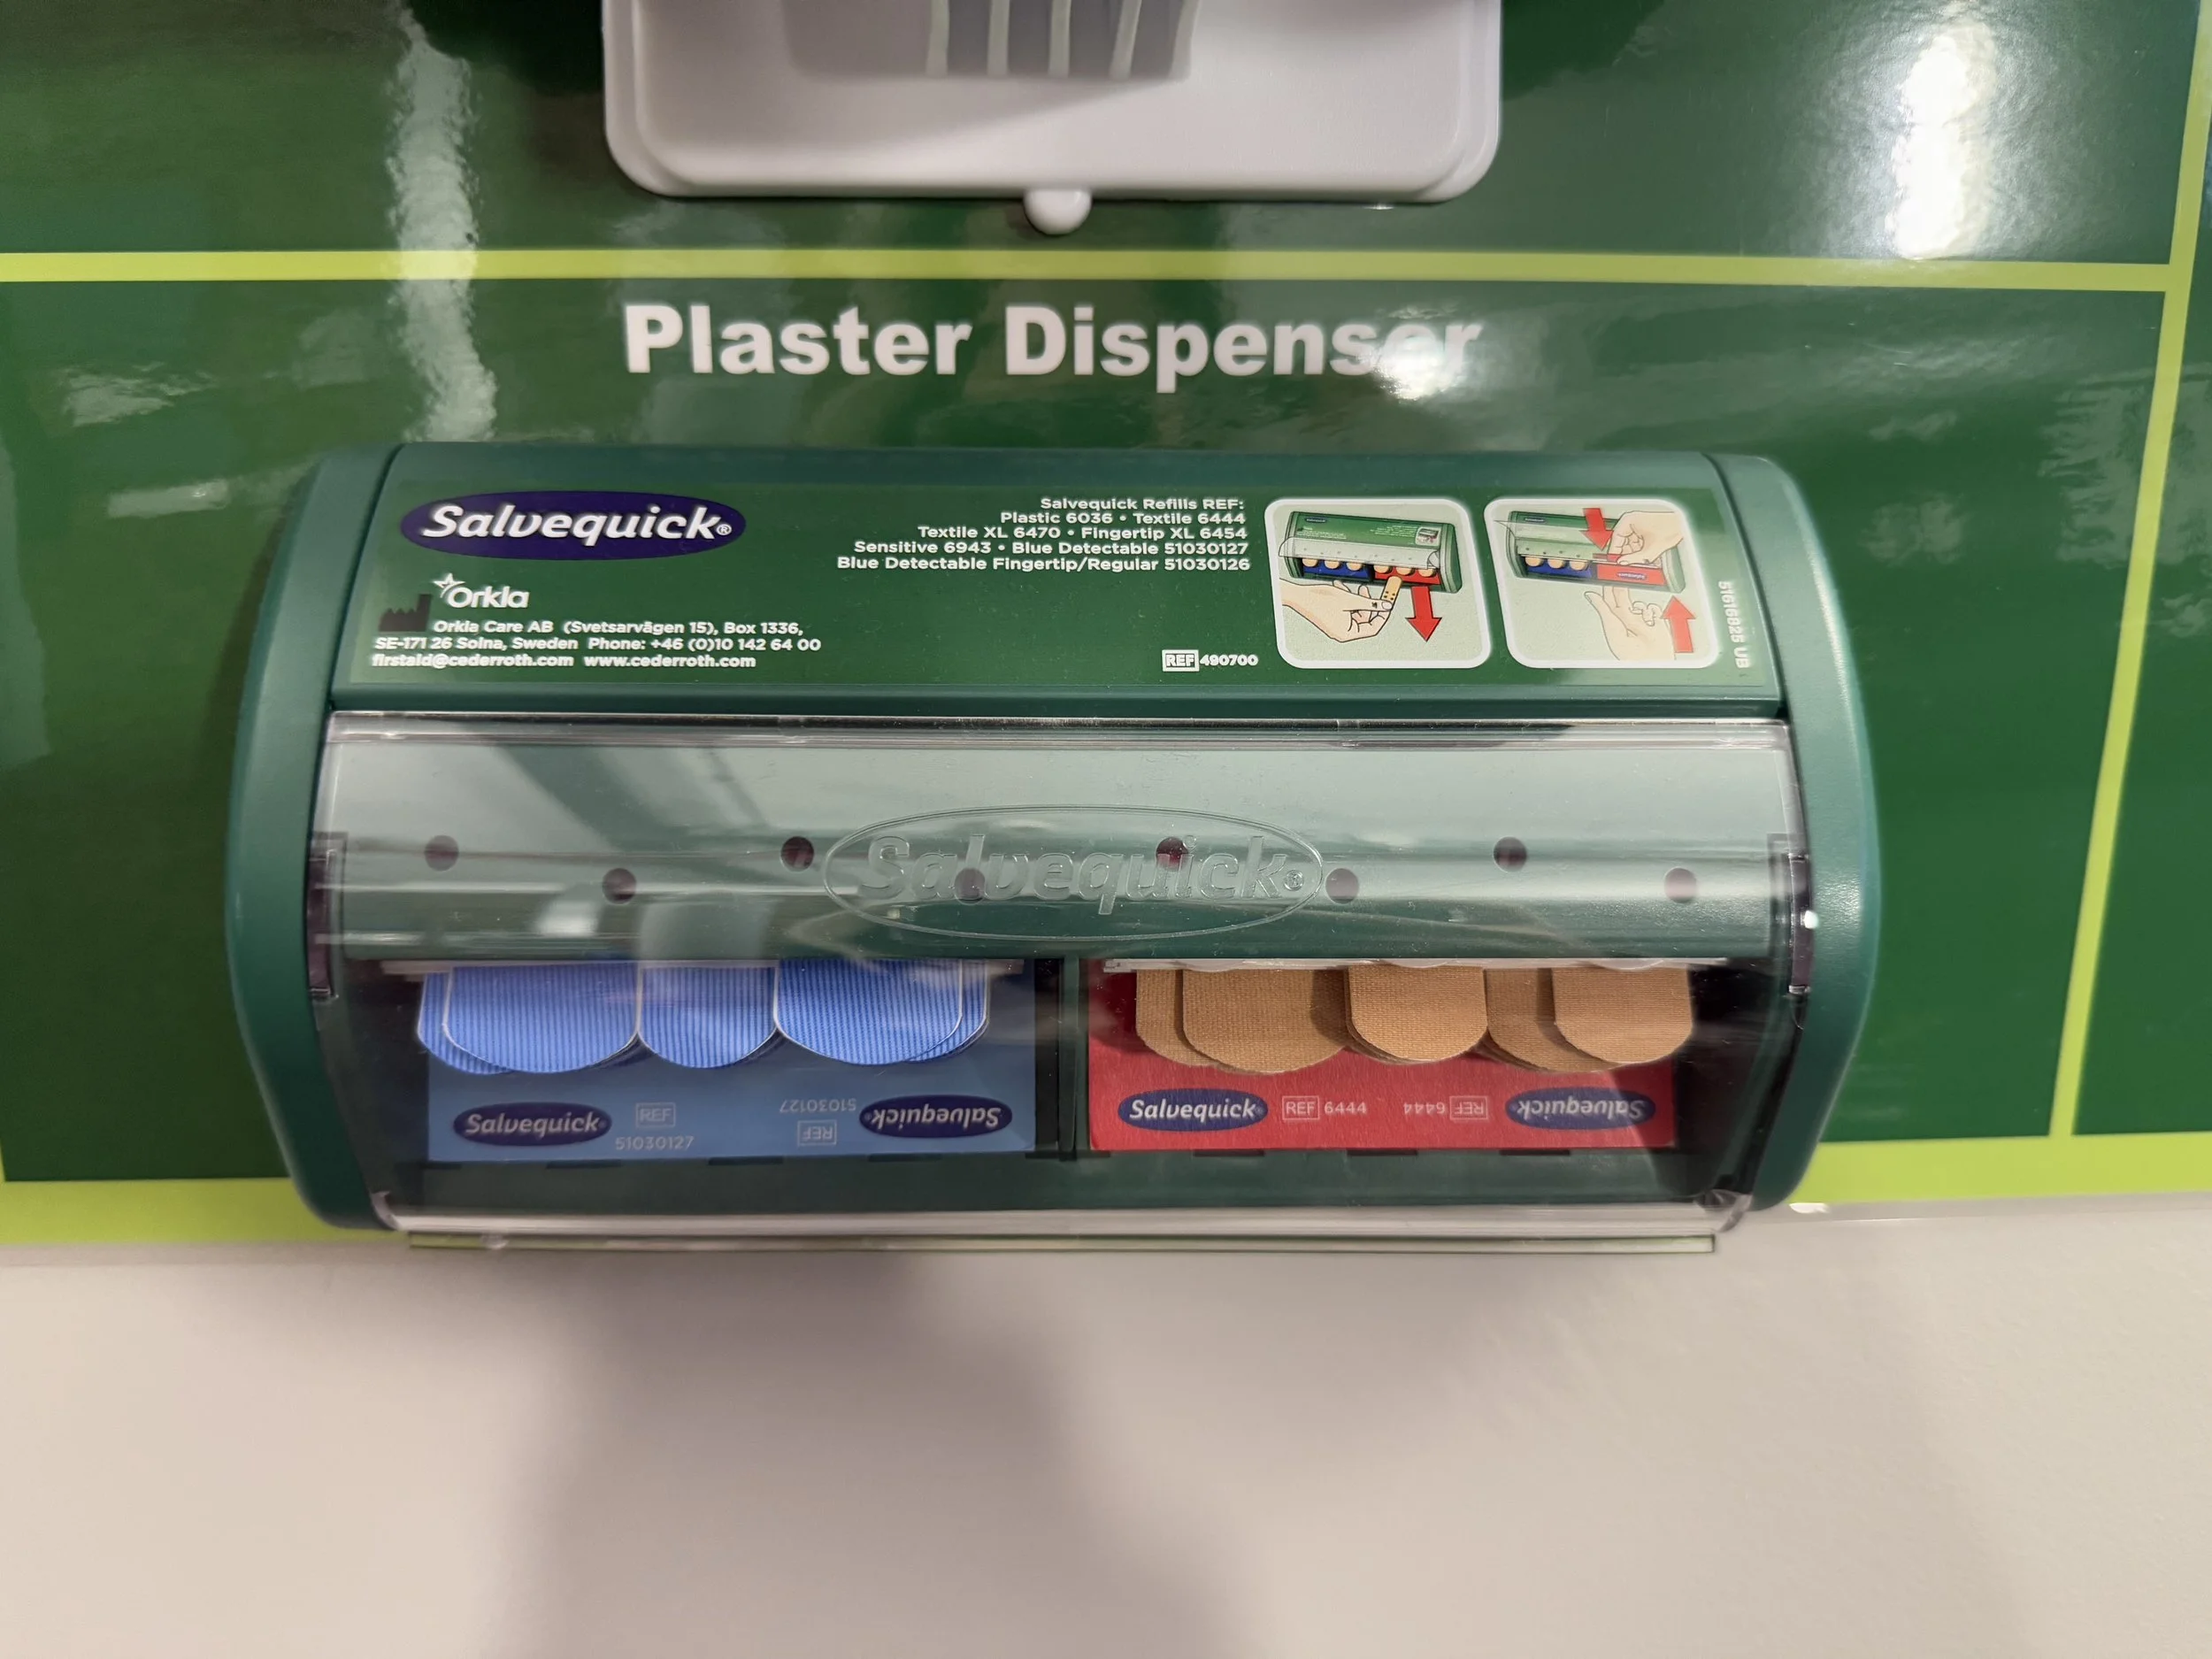 Plaster Dispenser
Salvequick®
Salvequick Refills REF:
Plastic 6036 • Textile 6444
Textile XL 6470 • Fingertip XL 6454
Sensitive 6943 • Blue Detectable 51030127
Blue Detectable Fingertip/Regular 51030126
Orkla
Orkla Care AB (Svetsarvägen 15), Box 1336,
SE-171 26 Solna, Sweden Phone: +46 (0)10 142 64 00
firstaid@cederroth.com www.cederroth.com
REF 490700
Salvequick®
Salvequick® REF 51030127
REF 51030127 Salvequick®
Salvequick® REF 6444
REF 6444 Salvequick®